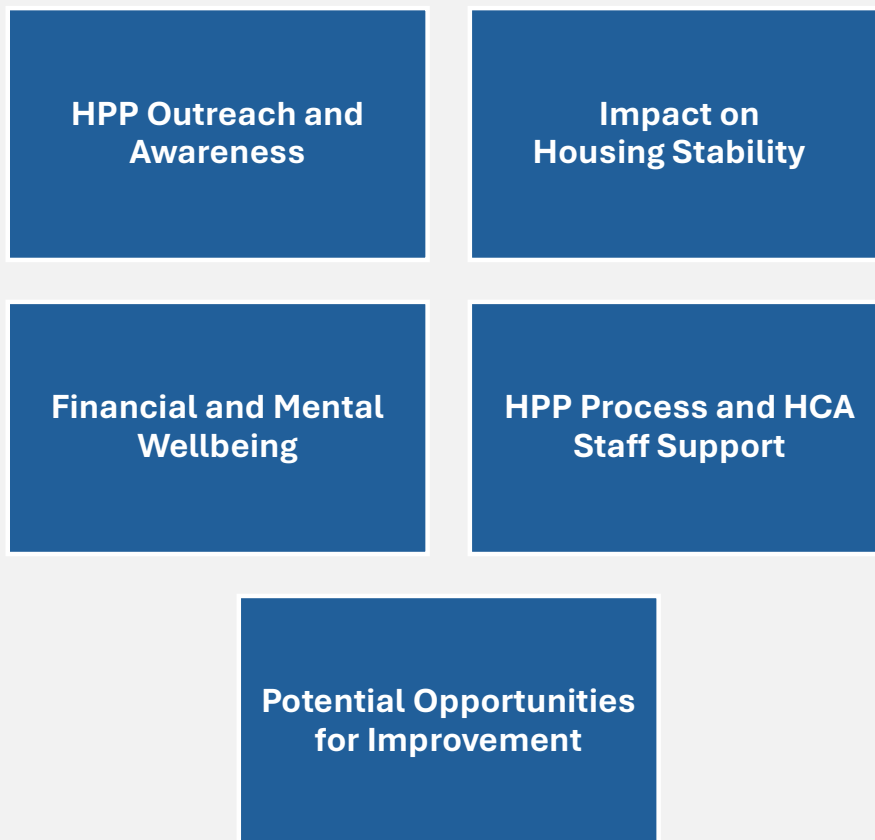 HPP Outreach and
Awareness
Impact on
Housing Stability
Financial and Mental
Wellbeing
HPP Process and HCA
Staff Support
Potential Opportunities
for Improvement